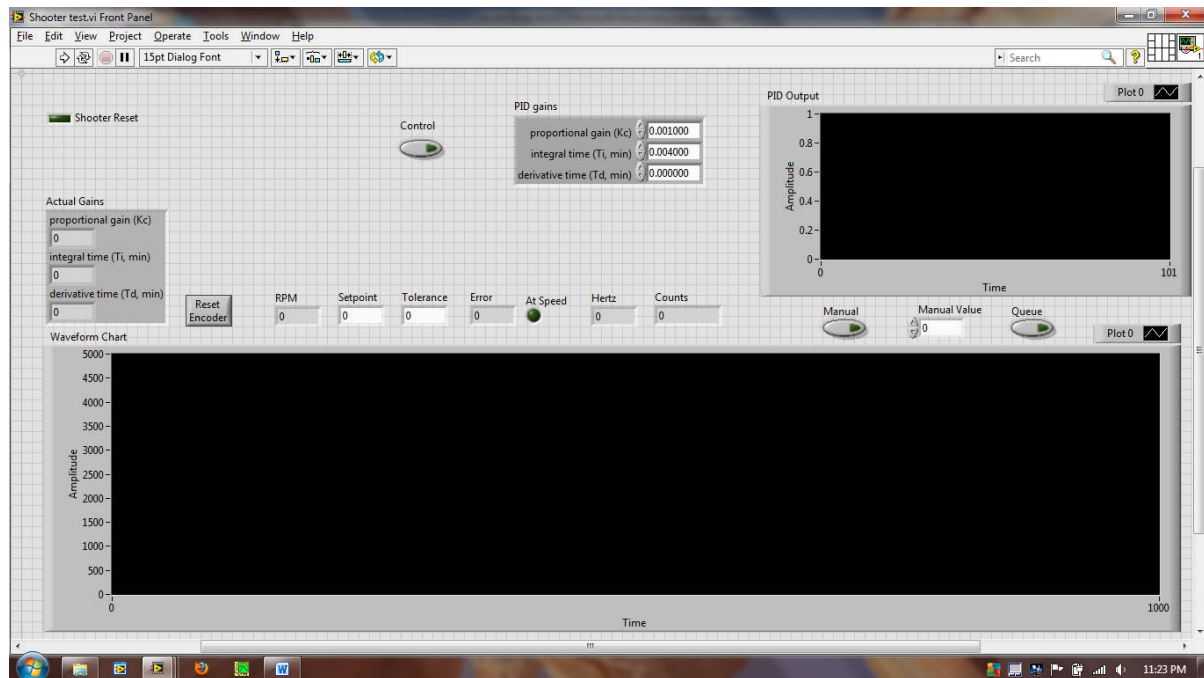 Shooter test.vi Front Panel
File Edit View Project Operate Tools Window Help
15pt Dialog Font
Search
1
Shooter Reset
Control
PID gains
proportional gain (Kc) 0.001000
integral time (Ti, min) 0.004000
derivative time (Td, min) 0.000000
PID Output
Plot 0
1
0.8
0.6
0.4
0.2
0
Amplitude
0 101
Time
Actual Gains
proportional gain (Kc)
0
integral time (Ti, min)
0
derivative time (Td, min)
0
Reset
Encoder
RPM Setpoint Tolerance Error At Speed Hertz Counts
0 0 0 0 0 0
Manual Manual Value Queue
0
Waveform Chart
Plot 0
5000
4500
4000
3500
3000
2500
2000
1500
1000
500
0
Amplitude
0 1000
Time
W
11:23 PM